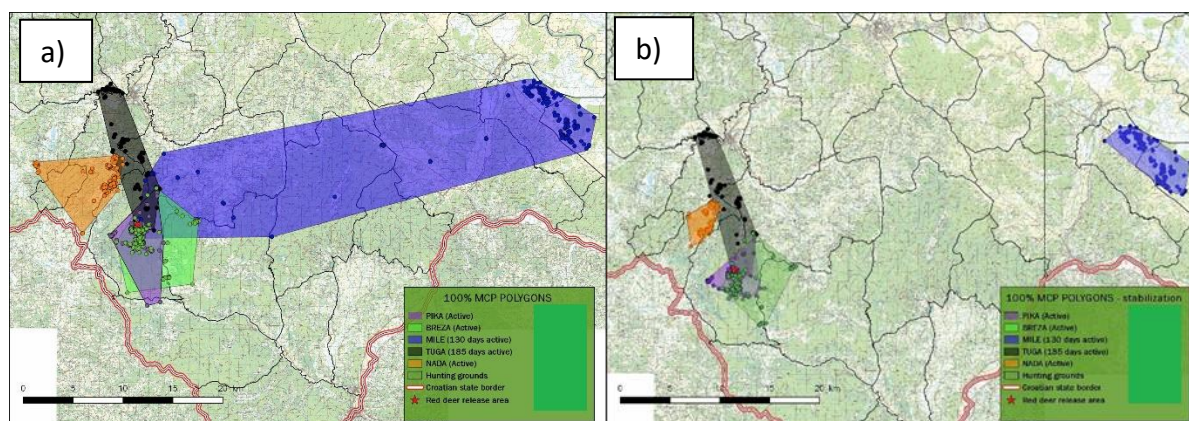 a)
100% MCP POLYGONS
PIKA (Active)
BREZA (Active)
MILE (130 days active)
TUGA (185 days active)
NADA (Active)
Hunting grounds
Croatian state border
Red deer release area
0 5 10 15 20 km
b)
100% MCP POLYGONS - stabilization
PIKA (Active)
BREZA (Active)
MILE (130 days active)
TUGA (185 days active)
NADA (Active)
Hunting grounds
Croatian state border
Red deer release area
0 5 10 15 20 km